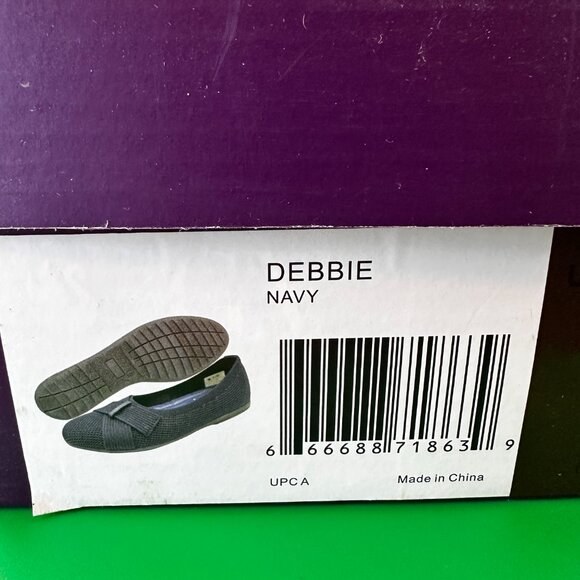 DEBBIE
NAVY
6 66688 71863 9
UPC A
Made in China